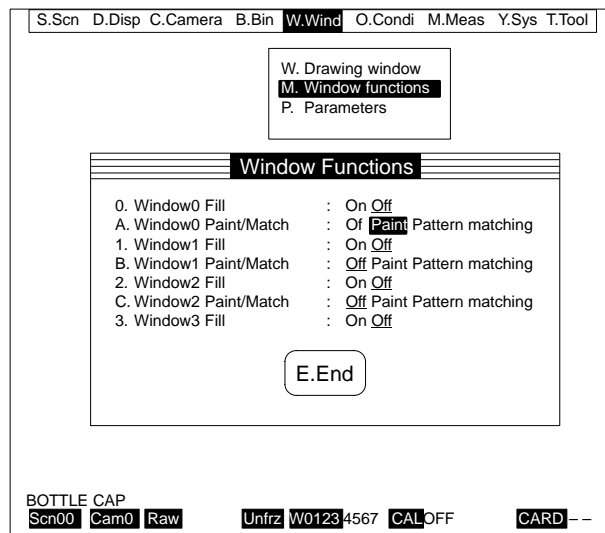 S.Scn D.Disp C.Camera B.Bin W.Wind O.Condi M.Meas Y.Sys T.Tool
W. Drawing window
M. Window functions
P. Parameters
Window Functions
0. Window0 Fill : On Off
A. Window0 Paint/Match : Of Paint Pattern matching
1. Window1 Fill : On Off
B. Window1 Paint/Match : Off Paint Pattern matching
2. Window2 Fill : On Off
C. Window2 Paint/Match : Off Paint Pattern matching
3. Window3 Fill : On Off
E.End
BOTTLE CAP
Scn00 Cam0 Raw Unfrz W01234567 CALOFF CARD – –